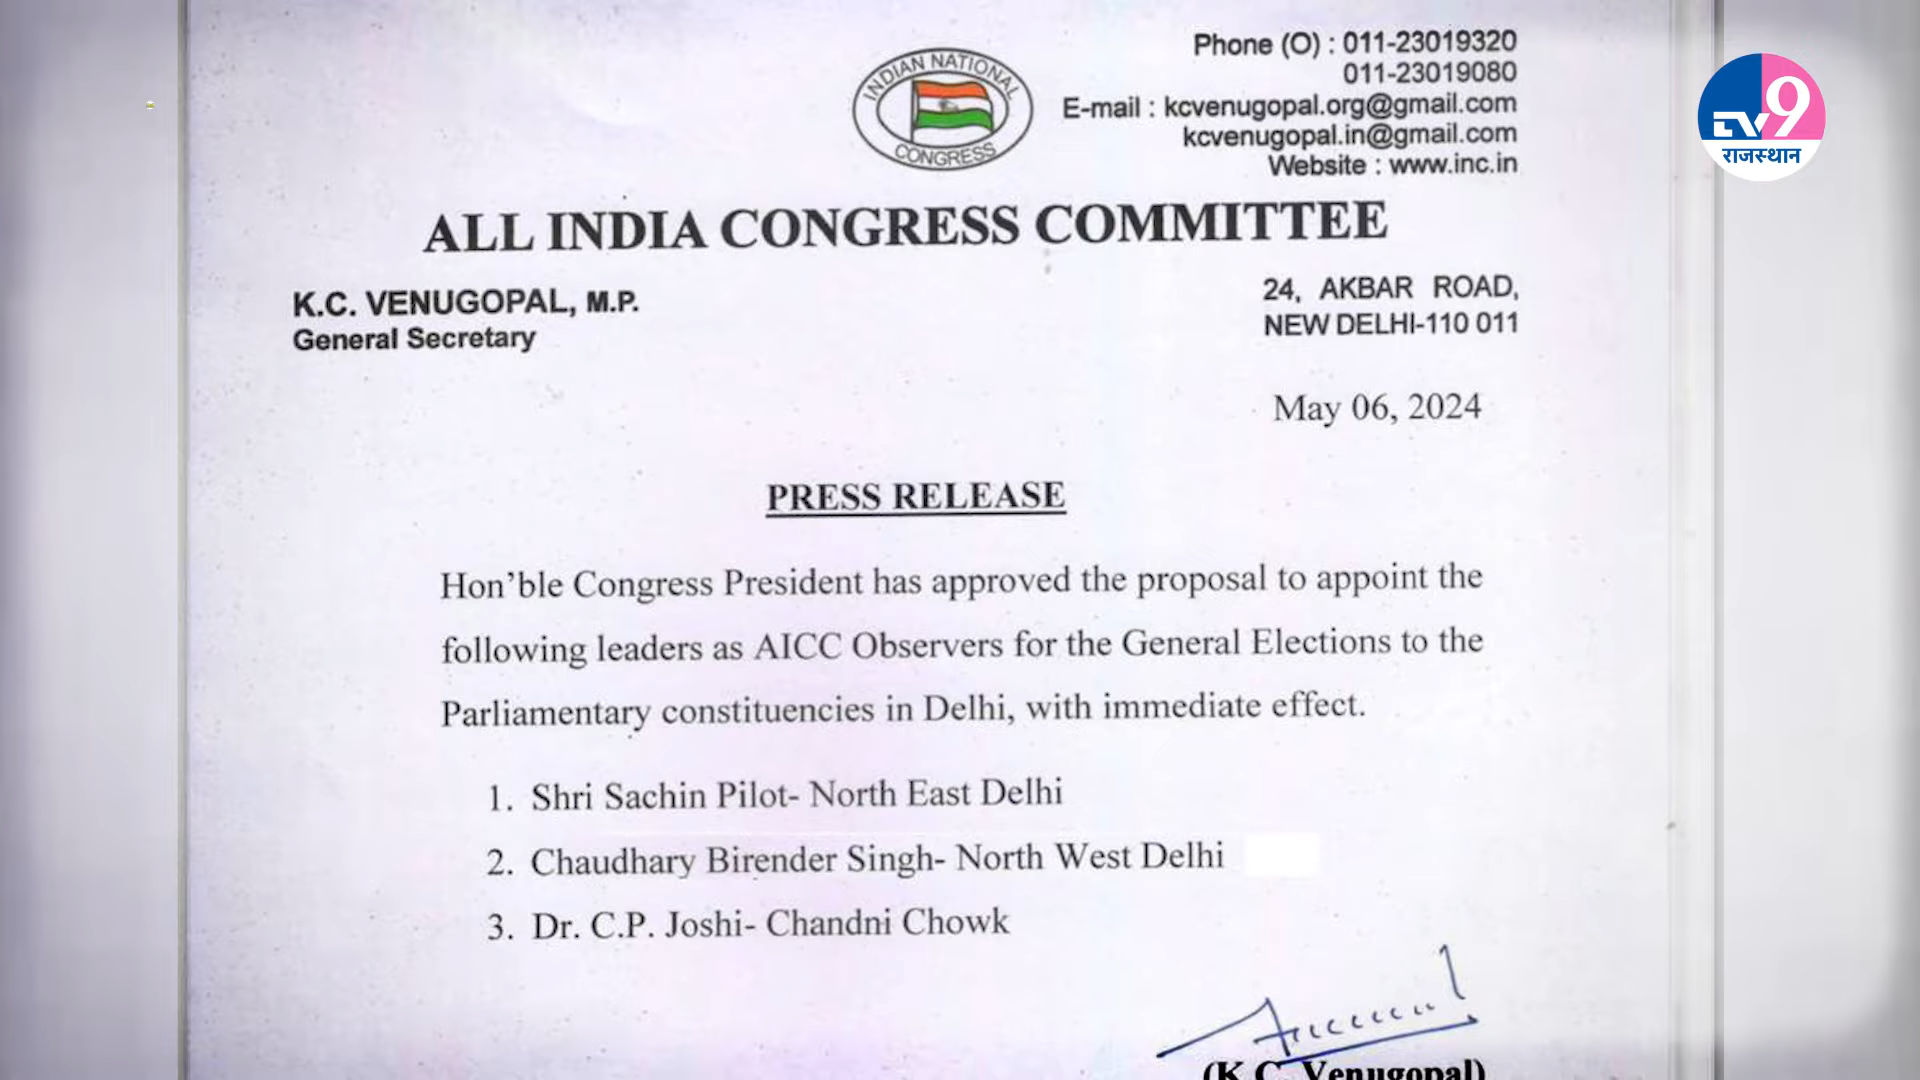 INDIAN NATIONAL
CONGRESS
Phone (O) : 011-23019320
011-23019080
E-mail : kcvenugopal.org@gmail.com
kcvenugopal.in@gmail.com
Website : www.inc.in
TV9
राजस्थान
ALL INDIA CONGRESS COMMITTEE
K.C. VENUGOPAL, M.P.
General Secretary
24, AKBAR ROAD,
NEW DELHI-110 011
May 06, 2024
PRESS RELEASE
Hon’ble Congress President has approved the proposal to appoint the
following leaders as AICC Observers for the General Elections to the
Parliamentary constituencies in Delhi, with immediate effect.
1. Shri Sachin Pilot- North East Delhi
2. Chaudhary Birender Singh- North West Delhi
3. Dr. C.P. Joshi- Chandni Chowk
(K.C. Venugopal)